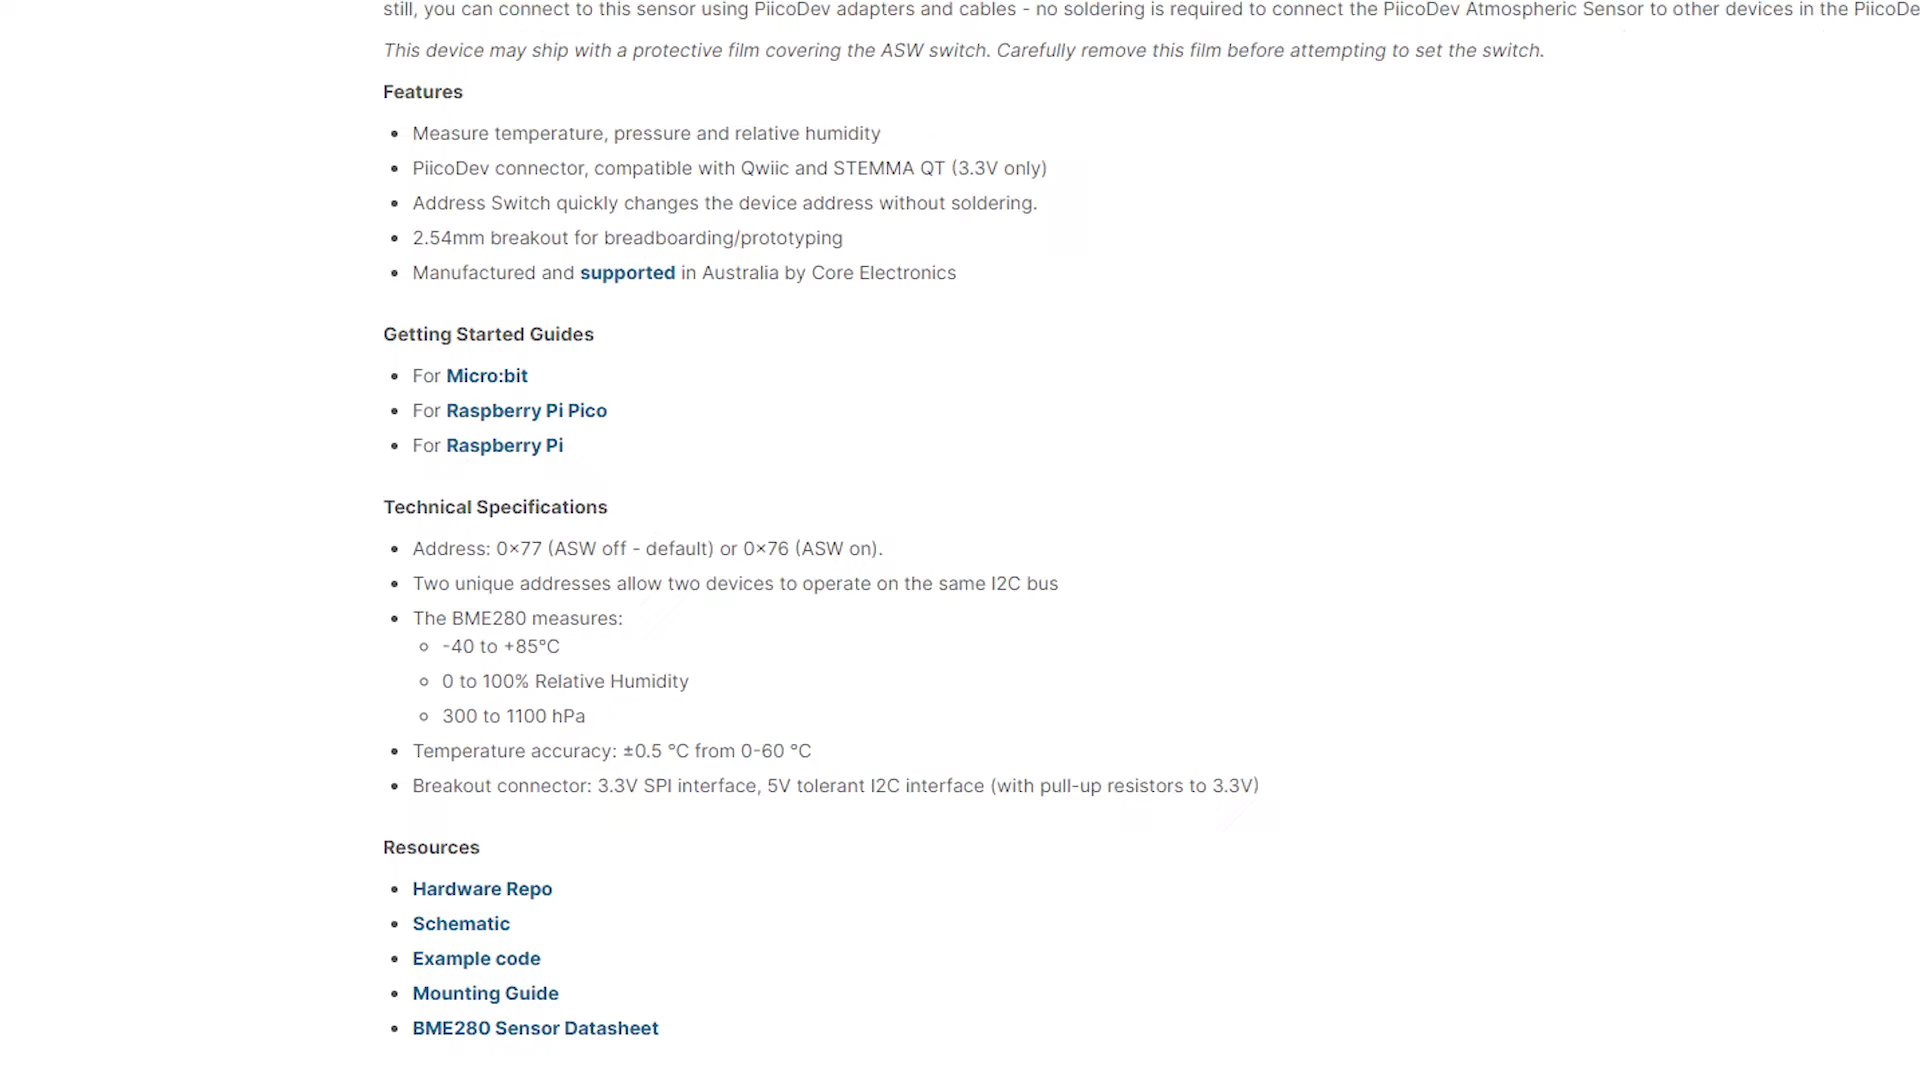 still, you can connect to this sensor using PiicoDev adapters and cables - no soldering is required to connect the PiicoDev Atmospheric Sensor to other devices in the
This device may ship with a protective film covering the ASW switch. Carefully remove this film before attempting to set the switch.
Features
Measure temperature, pressure and relative humidity
PiicoDev connector, compatible with Qwiic and STEMMA QT (3.3V only)
Address Switch quickly changes the device address without soldering.
2.54mm breakout for breadboarding/prototyping
Manufactured and supported in Australia by Core Electronics
Getting Started Guides
For Micro:bit
For Raspberry Pi Pico
For Raspberry Pi
Technical Specifications
Address: 0×77 (ASW off - default) or 0×76 (ASW on).
Two unique addresses allow two devices to operate on the same I2C bus
The BME280 measures:
-40 to +85°C
0 to 100% Relative Humidity
300 to 1100 hPa
Temperature accuracy: ±0.5 °C from 0-60 °C
Breakout connector: 3.3V SPI interface, 5V tolerant I2C interface (with pull-up resistors to 3.3V)
Resources
Hardware Repo
Schematic
Example code
Mounting Guide
BME280 Sensor Datasheet